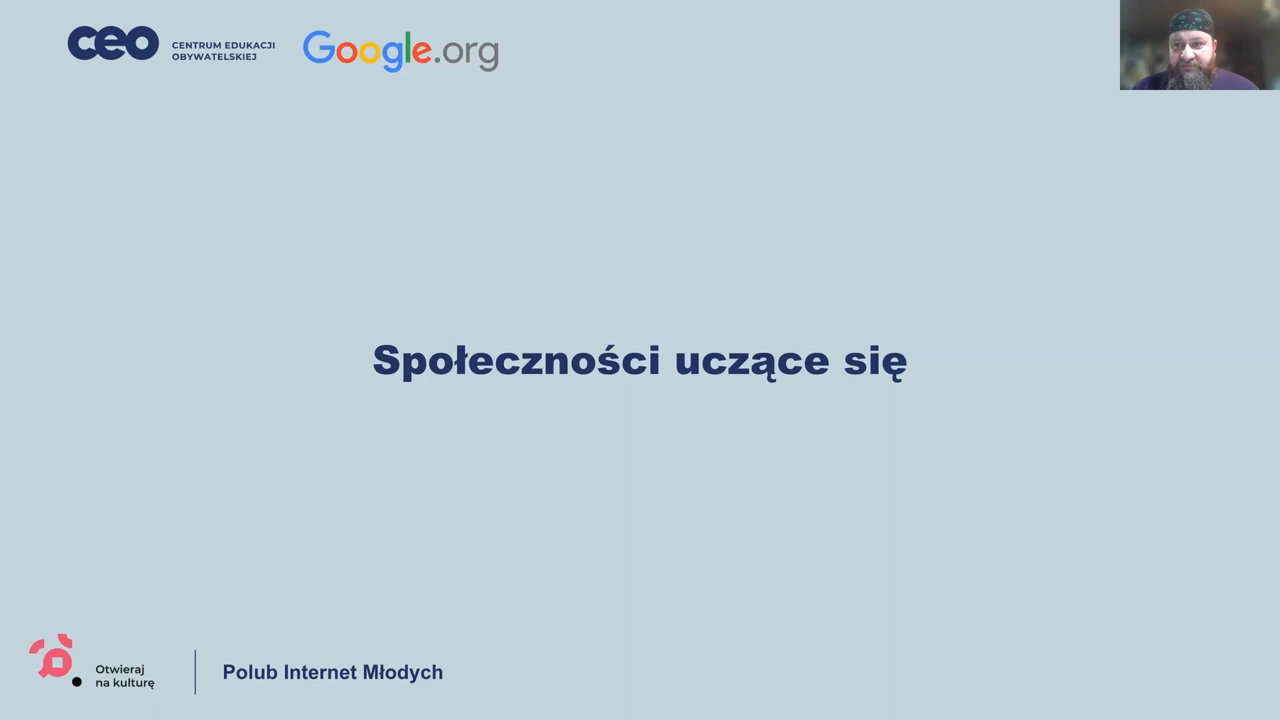 ceo
CENTRUM EDUKACJI
OBYWATELSKIEJ
Google.org
Społeczności uczące się
Otwieraj
na kulturę
Polub Internet Młodych